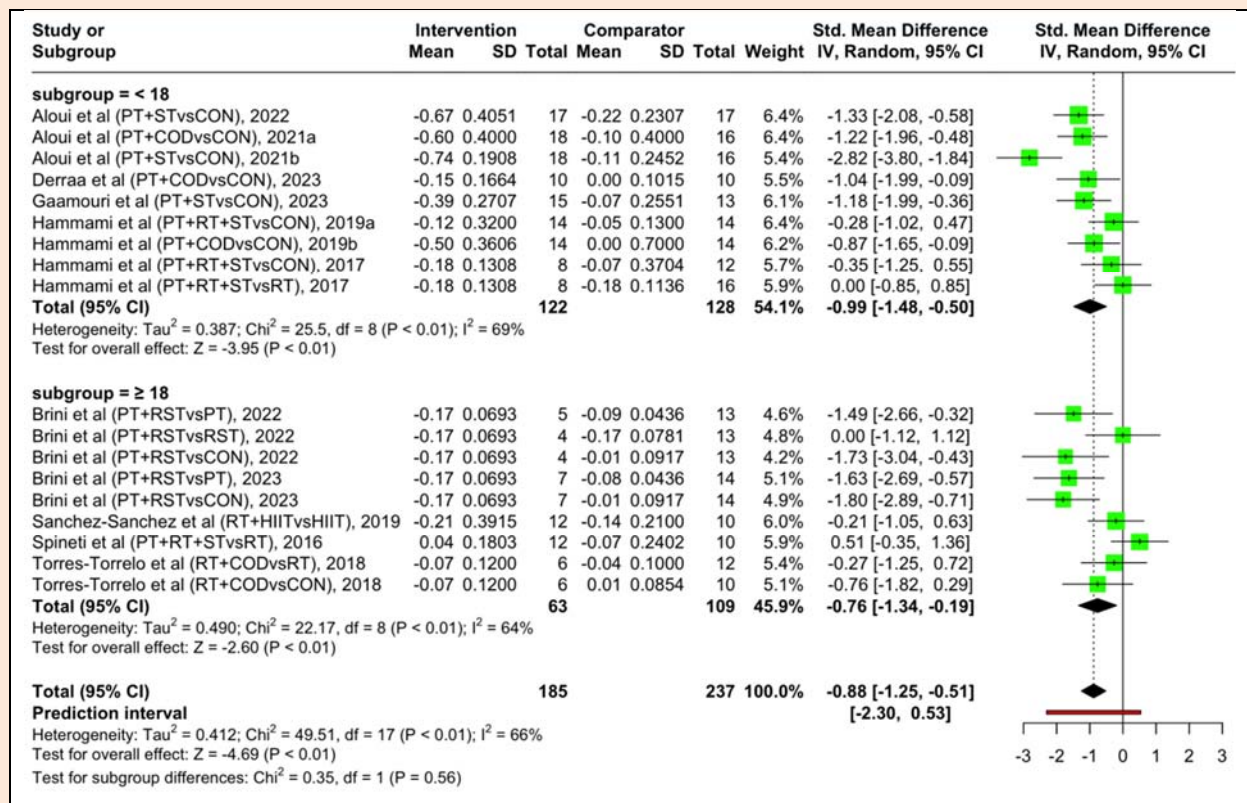 Study or Intervention Comparator Std. Mean Difference Std. Mean Difference
Subgroup Mean SD Total Mean SD Total Weight IV, Random, 95% CI IV, Random, 95% CI
subgroup = < 18
Aloui et al (PT+STvsCON), 2022 -0.67 0.4051 17 -0.22 0.2307 17 6.4% -1.33 [-2.08, -0.58]
Aloui et al (PT+CODvsCON), 2021a -0.60 0.4000 18 -0.10 0.4000 16 6.4% -1.22 [-1.96, -0.48]
Aloui et al (PT+STvsCON), 2021b -0.74 0.1908 18 -0.11 0.2452 16 5.4% -2.82 [-3.80, -1.84]
Derraa et al (PT+CODvsCON), 2023 -0.15 0.1664 10 0.00 0.1015 10 5.5% -1.04 [-1.99, -0.09]
Gaamouri et al (PT+STvsCON), 2023 -0.39 0.2707 15 -0.07 0.2551 13 6.1% -1.18 [-1.99, -0.36]
Hammami et al (PT+RT+STvsCON), 2019a -0.12 0.3200 14 -0.05 0.1300 14 6.4% -0.28 [-1.02, 0.47]
Hammami et al (PT+CODvsCON), 2019b -0.50 0.3606 14 0.00 0.7000 14 6.2% -0.87 [-1.65, -0.09]
Hammami et al (PT+RT+STvsCON), 2017 -0.18 0.1308 8 -0.07 0.3704 12 5.7% -0.35 [-1.25, 0.55]
Hammami et al (PT+RT+STvsRT), 2017 -0.18 0.1308 8 -0.18 0.1136 16 5.9% 0.00 [-0.85, 0.85]
Total (95% CI) 122 128 54.1% -0.99 [-1.48, -0.50]
Heterogeneity: Tau² = 0.387; Chi² = 25.5, df = 8 (P < 0.01); I² = 69%
Test for overall effect: Z = -3.95 (P < 0.01)
subgroup = ≥ 18
Brini et al (PT+RSTvsPT), 2022 -0.17 0.0693 5 -0.09 0.0436 13 4.6% -1.49 [-2.66, -0.32]
Brini et al (PT+RSTvsRST), 2022 -0.17 0.0693 4 -0.17 0.0781 13 4.8% 0.00 [-1.12, 1.12]
Brini et al (PT+RSTvsCON), 2022 -0.17 0.0693 4 -0.01 0.0917 13 4.2% -1.73 [-3.04, -0.43]
Brini et al (PT+RSTvsPT), 2023 -0.17 0.0693 7 -0.08 0.0436 14 5.1% -1.63 [-2.69, -0.57]
Brini et al (PT+RSTvsCON), 2023 -0.17 0.0693 7 -0.01 0.0917 14 4.9% -1.80 [-2.89, -0.71]
Sanchez-Sanchez et al (RT+HIITvsHIIT), 2019 -0.21 0.3915 12 -0.14 0.2100 10 6.0% -0.21 [-1.05, 0.63]
Spineti et al (PT+RT+STvsRT), 2016 0.04 0.1803 12 -0.07 0.2402 10 5.9% 0.51 [-0.35, 1.36]
Torres-Torrelo et al (RT+CODvsRT), 2018 -0.07 0.1200 6 -0.04 0.1000 12 5.4% -0.27 [-1.25, 0.72]
Torres-Torrelo et al (RT+CODvsCON), 2018 -0.07 0.1200 6 0.01 0.0854 10 5.1% -0.76 [-1.82, 0.29]
Total (95% CI) 63 109 45.9% -0.76 [-1.34, -0.19]
Heterogeneity: Tau² = 0.490; Chi² = 22.17, df = 8 (P < 0.01); I² = 64%
Test for overall effect: Z = -2.60 (P < 0.01)
Total (95% CI) 185 237 100.0% -0.88 [-1.25, -0.51]
Prediction interval [-2.30, 0.53]
Heterogeneity: Tau² = 0.412; Chi² = 49.51, df = 17 (P < 0.01); I² = 66%
Test for overall effect: Z = -4.69 (P < 0.01)
Test for subgroup differences: Chi² = 0.35, df = 1 (P = 0.56)
-3 -2 -1 0 1 2 3